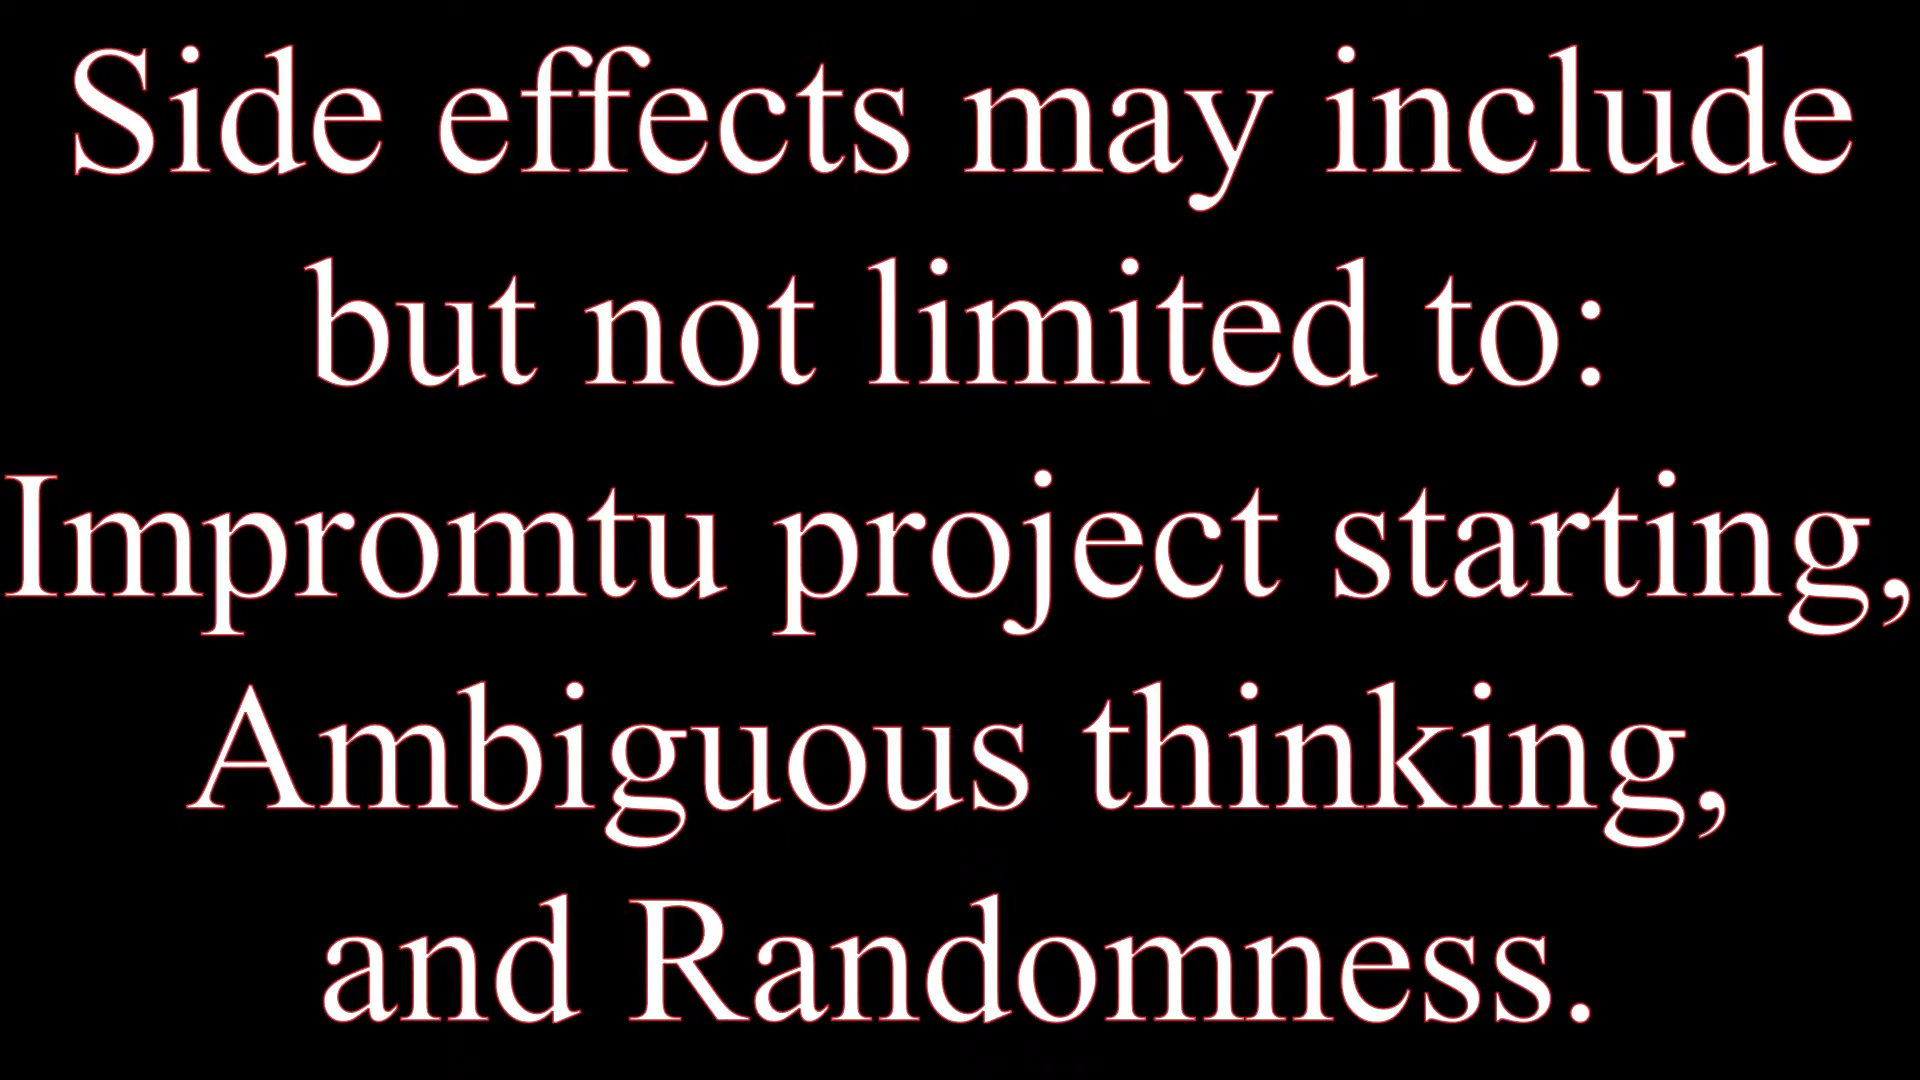 Side effects may include
but not limited to:
Impromtu project starting,
Ambiguous thinking,
and Randomness.